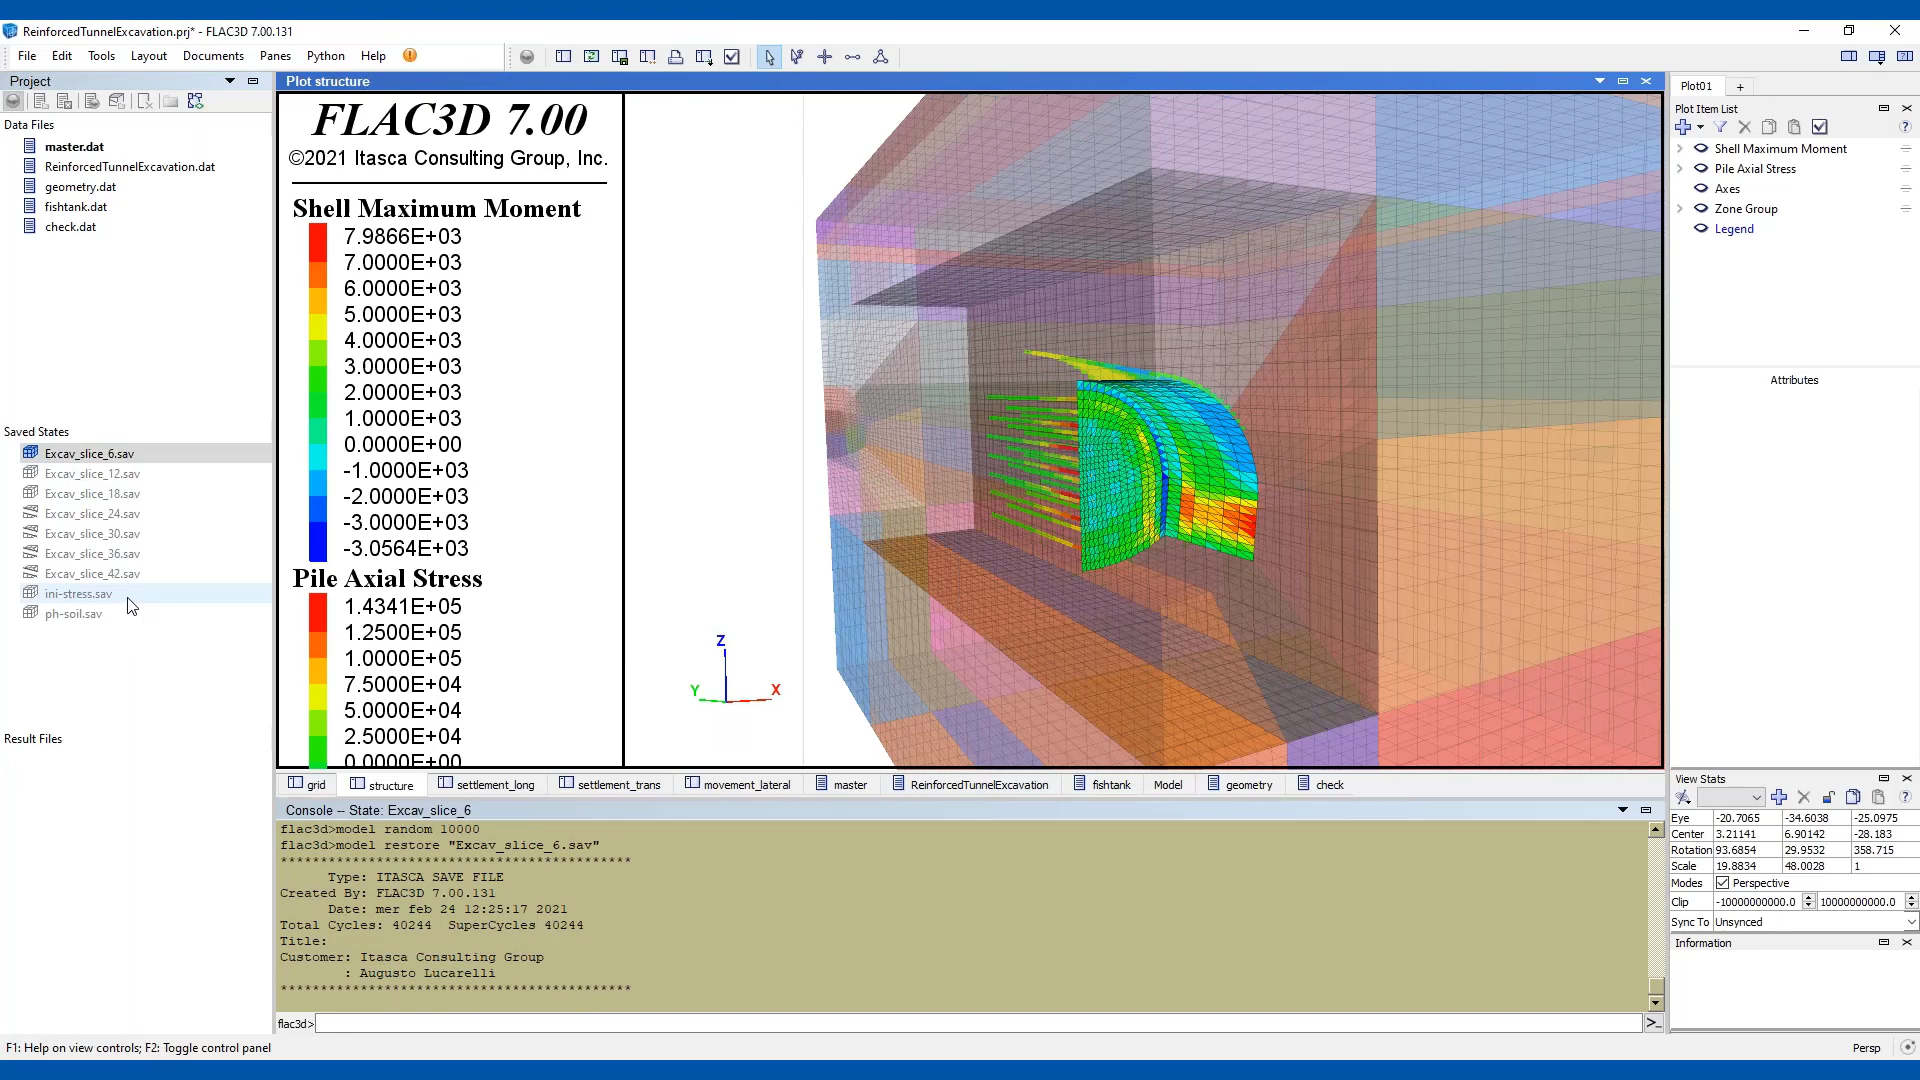 ReinforcedTunnelExcavation.prj* - FLAC3D 7.00.131
File Edit Tools Layout Documents Panes Python Help
Project
Data Files
master.dat
ReinforcedTunnelExcavation.dat
geometry.dat
fishtank.dat
check.dat
Saved States
Excav_slice_6.sav
Excav_slice_12.sav
Excav_slice_18.sav
Excav_slice_24.sav
Excav_slice_30.sav
Excav_slice_36.sav
Excav_slice_42.sav
ini-stress.sav
ph-soil.sav
Result Files
Plot structure
FLAC3D 7.00
©2021 Itasca Consulting Group, Inc.
Shell Maximum Moment
7.9866E+03
7.0000E+03
6.0000E+03
5.0000E+03
4.0000E+03
3.0000E+03
2.0000E+03
1.0000E+03
0.0000E+00
-1.0000E+03
-2.0000E+03
-3.0000E+03
-3.0564E+03
Pile Axial Stress
1.4341E+05
1.2500E+05
1.0000E+05
7.5000E+04
5.0000E+04
2.5000E+04
0.0000E+00
Z
Y X
grid structure settlement_long settlement_trans movement_lateral master ReinforcedTunnelExcavation fishtank Model geometry check
Console -- State: Excav_slice_6
flac3d>model random 10000
flac3d>model restore "Excav_slice_6.sav"
********************************************
Type: ITASCA SAVE FILE
Created By: FLAC3D 7.00.131
Date: mer feb 24 12:25:17 2021
Total Cycles: 40244 SuperCycles 40244
Title:
Customer: Itasca Consulting Group
: Augusto Lucarelli
********************************************
flac3d>
Plot01 +
Plot Item List
Shell Maximum Moment
Pile Axial Stress
Axes
Zone Group
Legend
Attributes
View Stats
Eye -20.7065 -34.6038 -25.0975
Center 3.21141 6.90142 -28.183
Rotation 93.6854 29.9532 358.715
Scale 19.8834 48.0028 1
Modes Perspective
Clip -10000000000.0 10000000000.0
Sync To Unsynced
Information
F1: Help on view controls; F2: Toggle control panel
Persp